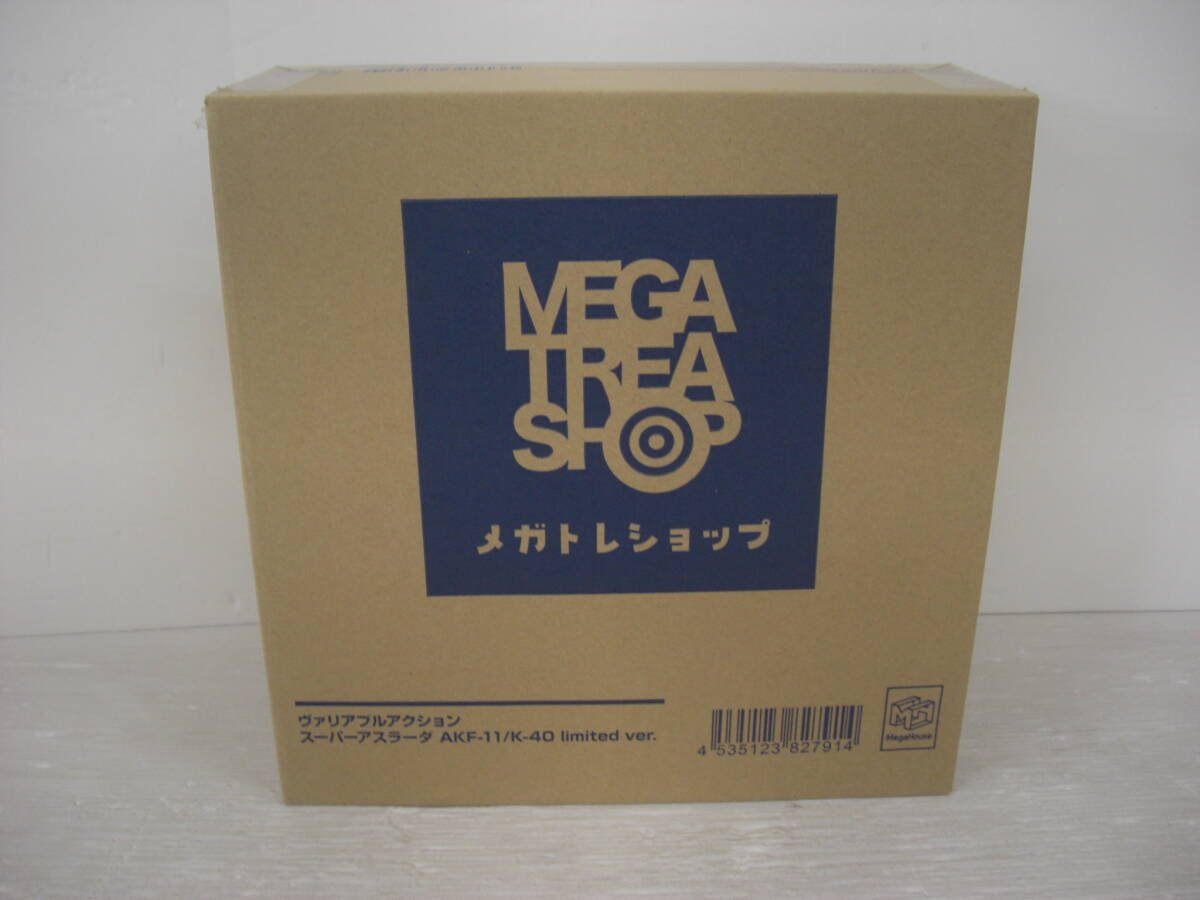 MEGA
TREA
SHOP
メガトレショップ
ヴァリアブルアクション
スーパーアスラーダ AKF-11/K-40 limited ver.
4 535123 827914
MegaHouse